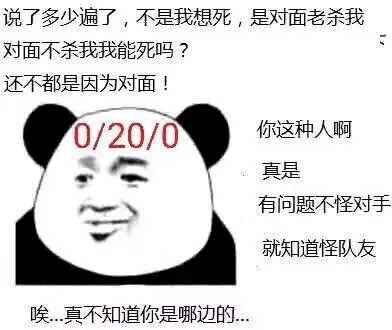 说了多少遍了，不是我想死，是对面老杀我
对面不杀我我能死吗？
还不都是因为对面！
0/20/0
你这种人啊
真是
有问题不怪对手
就知道怪队友
唉...真不知道你是哪边的...